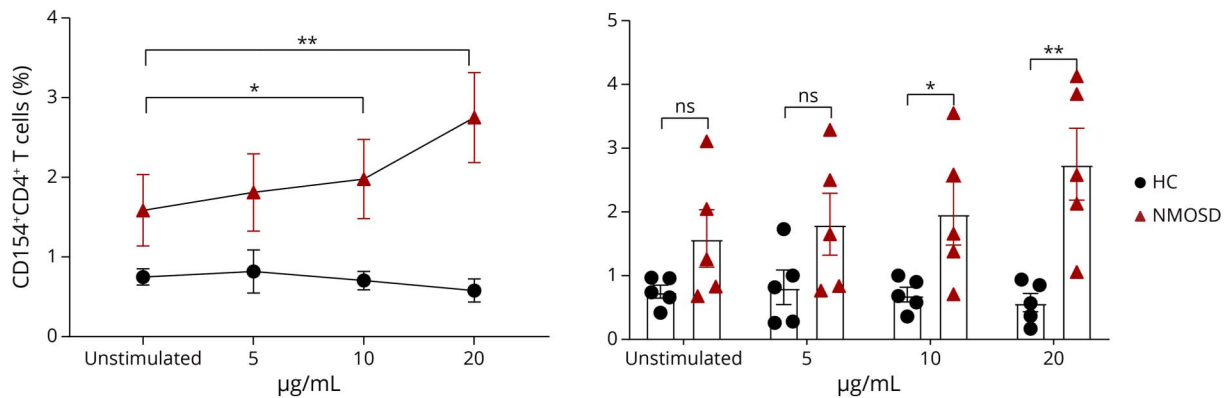 CD154⁺CD4⁺ T cells (%)
4
3
2
1
0
**
*
Unstimulated 5 10 20
µg/mL
5
4
3
2
1
0
ns ns * **
Unstimulated 5 10 20
µg/mL
HC
NMOSD